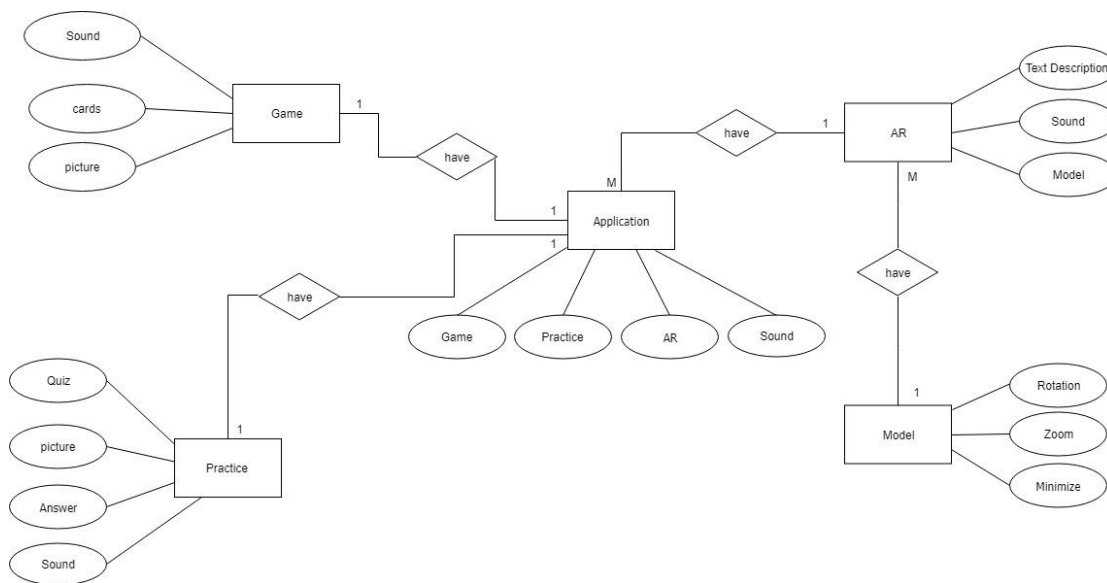 Sound
cards
picture
Game
1
have
1
1
have
Quiz
picture
Answer
Sound
1
Practice
Application
M
Game
Practice
AR
Sound
have
1
AR
Text Description
Sound
Model
M
have
1
Model
Rotation
Zoom
Minimize